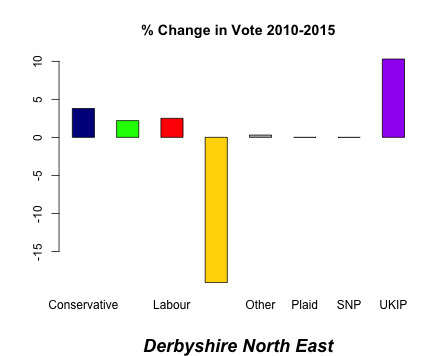 % Change in Vote 2010-2015
10
5
0
-5
-10
-15
Conservative Labour Other Plaid SNP UKIP
Derbyshire North East